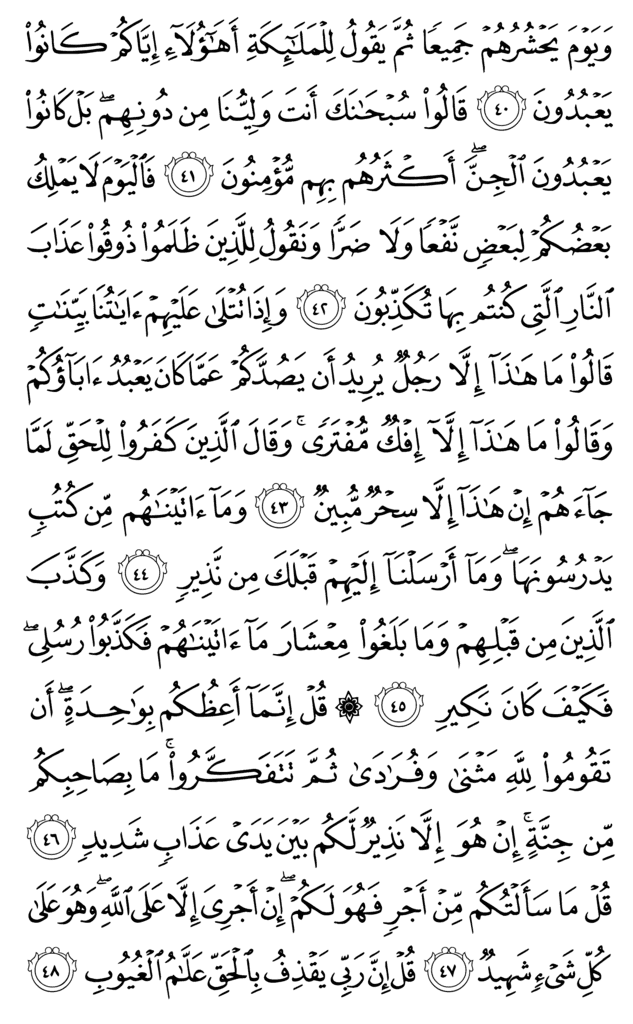 وَيَوْمَ يَحْشُرُهُمْ جَمِيعًا ثُمَّ يَقُولُ لِلْمَلَٰٓئِكَةِ أَهَٰٓؤُلَآءِ إِيَّاكُمْ كَانُوا۟
يَعْبُدُونَ ٤٠ قَالُوا۟ سُبْحَٰنَكَ أَنتَ وَلِيُّنَا مِن دُونِهِم ۖ بَلْ كَانُوا۟
يَعْبُدُونَ ٱلْجِنَّ ۖ أَكْثَرُهُم بِهِم مُّؤْمِنُونَ ٤١ فَٱلْيَوْمَ لَا يَمْلِكُ
بَعْضُكُمْ لِبَعْضٍ نَّفْعًا وَلَا ضَرًّا وَنَقُولُ لِلَّذِينَ ظَلَمُوا۟ ذُوقُوا۟ عَذَابَ
ٱلنَّارِ ٱلَّتِى كُنتُم بِهَا تُكَذِّبُونَ ٤٢ وَإِذَا تُتْلَىٰ عَلَيْهِمْ ءَايَٰتُنَا بَيِّنَٰتٍ
قَالُوا۟ مَا هَٰذَآ إِلَّا رَجُلٌ يُرِيدُ أَن يَصُدَّكُمْ عَمَّا كَانَ يَعْبُدُ ءَابَآؤُكُمْ
وَقَالُوا۟ مَا هَٰذَآ إِلَّآ إِفْكٌ مُّفْتَرًى ۚ وَقَالَ ٱلَّذِينَ كَفَرُوا۟ لِلْحَقِّ لَمَّا
جَآءَهُمْ إِنْ هَٰذَآ إِلَّا سِحْرٌ مُّبِينٌ ٤٣ وَمَآ ءَاتَيْنَٰهُم مِّن كُتُبٍ
يَدْرُسُونَهَا ۖ وَمَآ أَرْسَلْنَآ إِلَيْهِمْ قَبْلَكَ مِن نَّذِيرٍ ٤٤ وَكَذَّبَ
ٱلَّذِينَ مِن قَبْلِهِمْ وَمَا بَلَغُوا۟ مِعْشَارَ مَآ ءَاتَيْنَٰهُمْ فَكَذَّبُوا۟ رُسُلِى ۖ
فَكَيْفَ كَانَ نَكِيرِ ٤٥ ۞ قُلْ إِنَّمَآ أَعِظُكُم بِوَٰحِدَةٍ ۖ أَن
تَقُومُوا۟ لِلَّهِ مَثْنَىٰ وَفُرَٰدَىٰ ثُمَّ تَتَفَكَّرُوا۟ ۚ مَا بِصَاحِبِكُم
مِّن جِنَّةٍ ۚ إِنْ هُوَ إِلَّا نَذِيرٌ لَّكُم بَيْنَ يَدَىْ عَذَابٍ شَدِيدٍ ٤٦
قُلْ مَا سَأَلْتُكُم مِّنْ أَجْرٍ فَهُوَ لَكُمْ ۖ إِنْ أَجْرِىَ إِلَّا عَلَى ٱللَّهِ ۖ وَهُوَ عَلَىٰ
كُلِّ شَىْءٍ شَهِيدٌ ٤٧ قُلْ إِنَّ رَبِّى يَقْذِفُ بِٱلْحَقِّ عَلَّٰمُ ٱلْغُيُوبِ ٤٨